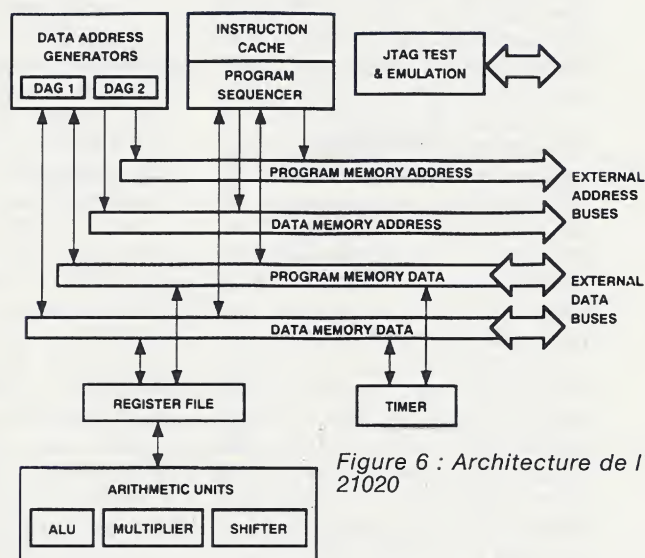 DATA ADDRESS
GENERATORS
DAG 1
DAG 2
INSTRUCTION
CACHE
PROGRAM
SEQUENCER
JTAG TEST
& EMULATION
PROGRAM MEMORY ADDRESS
EXTERNAL
ADDRESS
BUSES
DATA MEMORY ADDRESS
PROGRAM MEMORY DATA
EXTERNAL
DATA
BUSES
DATA MEMORY DATA
REGISTER FILE
TIMER
ARITHMETIC UNITS
ALU
MULTIPLIER
SHIFTER
Figure 6 : Architecture de l
21020